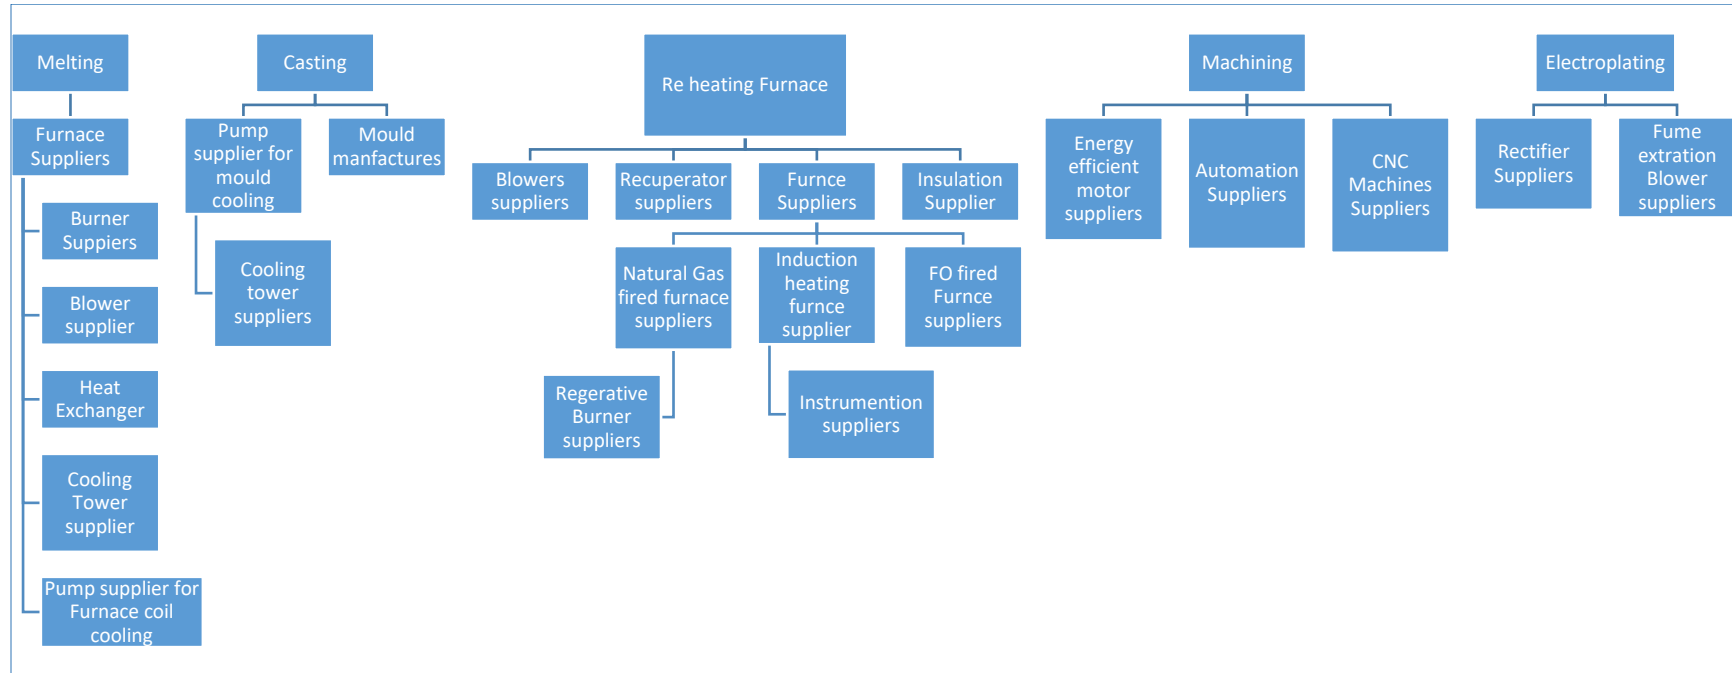 Melting
Furnace
Suppliers
Burner
Suppiers
Blower
supplier
Heat
Exchanger
Cooling
Tower
supplier
Pump supplier for
Furnace coil
cooling
Casting
Pump
supplier for
mould
cooling
Mould
manfactures
Cooling
tower
suppliers
Re heating Furnace
Blowers
suppliers
Recuperator
suppliers
Furnce
Suppliers
Insulation
Supplier
Natural Gas
fired furnace
suppliers
Induction
heating
furnce
supplier
FO fired
Furnce
suppliers
Regerative
Burner
suppliers
Instrumention
suppliers
Machining
Energy
efficient
motor
suppliers
Automation
Suppliers
CNC
Machines
Suppliers
Electroplating
Rectifier
Suppliers
Fume
extration
Blower
suppliers